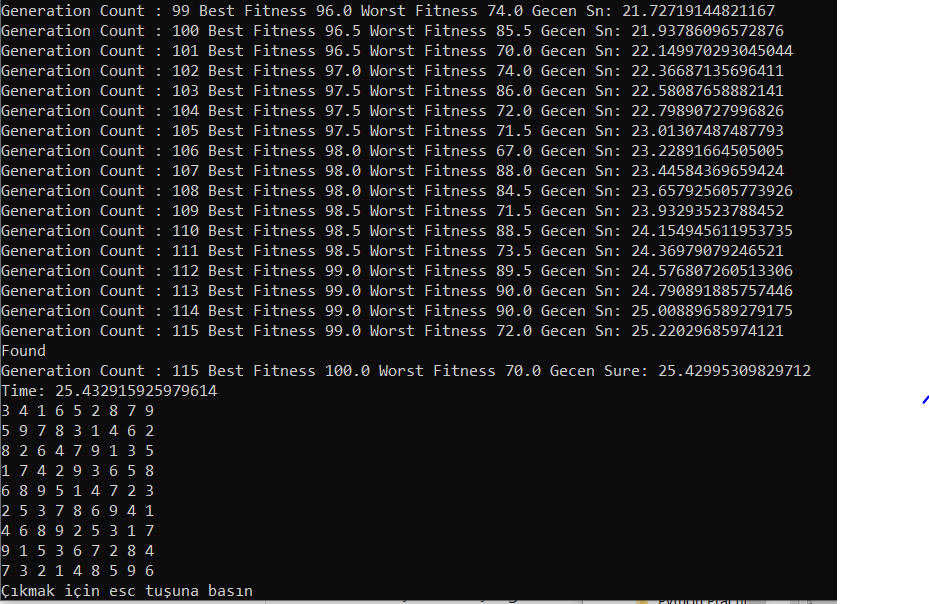 Generation Count : 99 Best Fitness 96.0 Worst Fitness 74.0 Gecen Sn: 21.72719144821167
Generation Count : 100 Best Fitness 96.5 Worst Fitness 85.5 Gecen Sn: 21.93786096572876
Generation Count : 101 Best Fitness 96.5 Worst Fitness 70.0 Gecen Sn: 22.149970293045044
Generation Count : 102 Best Fitness 97.0 Worst Fitness 74.0 Gecen Sn: 22.36687135696411
Generation Count : 103 Best Fitness 97.5 Worst Fitness 86.0 Gecen Sn: 22.58087658882141
Generation Count : 104 Best Fitness 97.5 Worst Fitness 72.0 Gecen Sn: 22.79890727996826
Generation Count : 105 Best Fitness 97.5 Worst Fitness 71.5 Gecen Sn: 23.01307487487793
Generation Count : 106 Best Fitness 98.0 Worst Fitness 67.0 Gecen Sn: 23.22891664505005
Generation Count : 107 Best Fitness 98.0 Worst Fitness 88.0 Gecen Sn: 23.44584369659424
Generation Count : 108 Best Fitness 98.0 Worst Fitness 84.5 Gecen Sn: 23.657925605773926
Generation Count : 109 Best Fitness 98.5 Worst Fitness 71.5 Gecen Sn: 23.93293523788452
Generation Count : 110 Best Fitness 98.5 Worst Fitness 88.5 Gecen Sn: 24.154945611953735
Generation Count : 111 Best Fitness 98.5 Worst Fitness 73.5 Gecen Sn: 24.36979079246521
Generation Count : 112 Best Fitness 99.0 Worst Fitness 89.5 Gecen Sn: 24.576807260513306
Generation Count : 113 Best Fitness 99.0 Worst Fitness 90.0 Gecen Sn: 24.790891885757446
Generation Count : 114 Best Fitness 99.0 Worst Fitness 90.0 Gecen Sn: 25.008896589279175
Generation Count : 115 Best Fitness 99.0 Worst Fitness 72.0 Gecen Sn: 25.22029685974121
Found
Generation Count : 115 Best Fitness 100.0 Worst Fitness 70.0 Gecen Sure: 25.42995309829712
Time: 25.432915925979614
3 4 1 6 5 2 8 7 9
5 9 7 8 3 1 4 6 2
8 2 6 4 7 9 1 3 5
1 7 4 2 9 3 6 5 8
6 8 9 5 1 4 7 2 3
2 5 3 7 8 6 9 4 1
4 6 8 9 2 5 3 1 7
9 1 5 3 6 7 2 8 4
7 3 2 1 4 8 5 9 6
Çıkmak için esc tuşuna basın